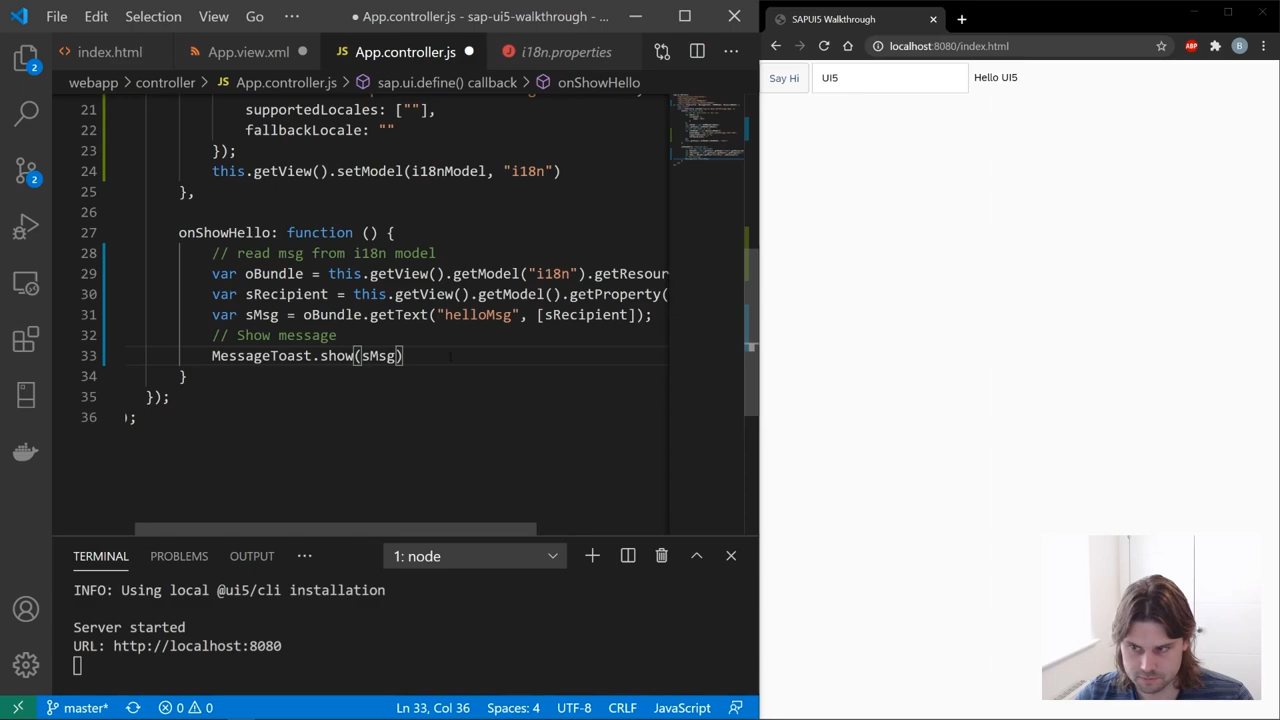 File Edit Selection View Go ··· ● App.controller.js - sap-ui5-walkthrough - ...
index.html App.view.xml JS App.controller.js i18n.properties
webapp > controller > JS App.controller.js > sap.ui.define() callback > onShowHello
21 supportedLocales: [""],
22 fallbackLocale: ""
23 });
24 this.getView().setModel(i18nModel, "i18n")
25 },
26
27 onShowHello: function () {
28 // read msg from i18n model
29 var oBundle = this.getView().getModel("i18n").getResour
30 var sRecipient = this.getView().getModel().getProperty(
31 var sMsg = oBundle.getText("helloMsg", [sRecipient]);
32 // Show message
33 MessageToast.show(sMsg)
34 }
35 });
36 );
2
2
TERMINAL PROBLEMS OUTPUT ··· 1: node
INFO: Using local @ui5/cli installation
Server started
URL: http://localhost:8080
master* 0 0 Ln 33, Col 36 Spaces: 4 UTF-8 CRLF JavaScript
SAPUI5 Walkthrough
localhost:8080/index.html ABP B
Say Hi UI5 Hello UI5